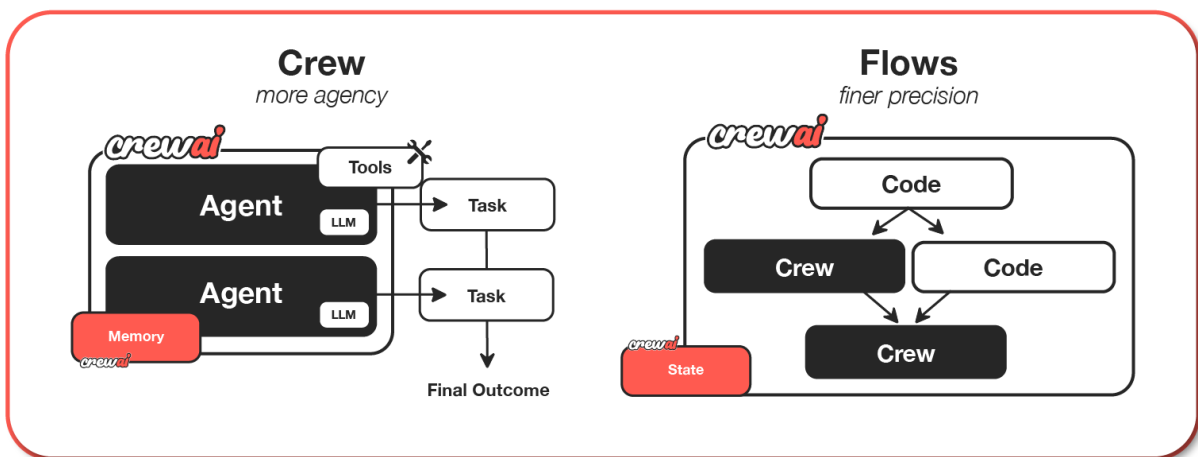 Crew
more agency
crewai
Tools
Agent
LLM
Task
Agent
LLM
Task
Memory
crewai
Final Outcome
Flows
finer precision
crewai
Code
Crew
Code
Crew
crewai
State